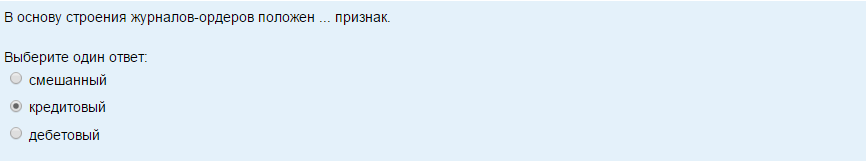 В основу строения журналов-ордеров положен ... признак.
Выберите один ответ:
смешанный
кредитовый
дебетовый